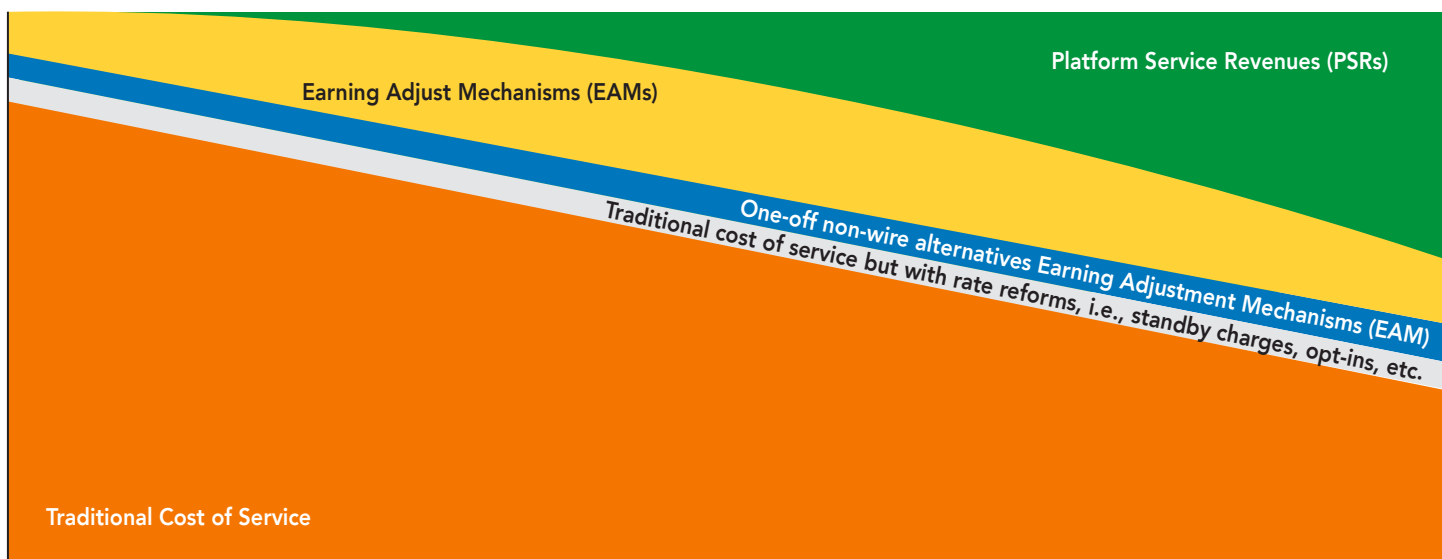 Platform Service Revenues (PSRs)
Earning Adjust Mechanisms (EAMs)
One-off non-wire alternatives Earning Adjustment Mechanisms (EAM)
Traditional cost of service but with rate reforms, i.e., standby charges, opt-ins, etc.
Traditional Cost of Service